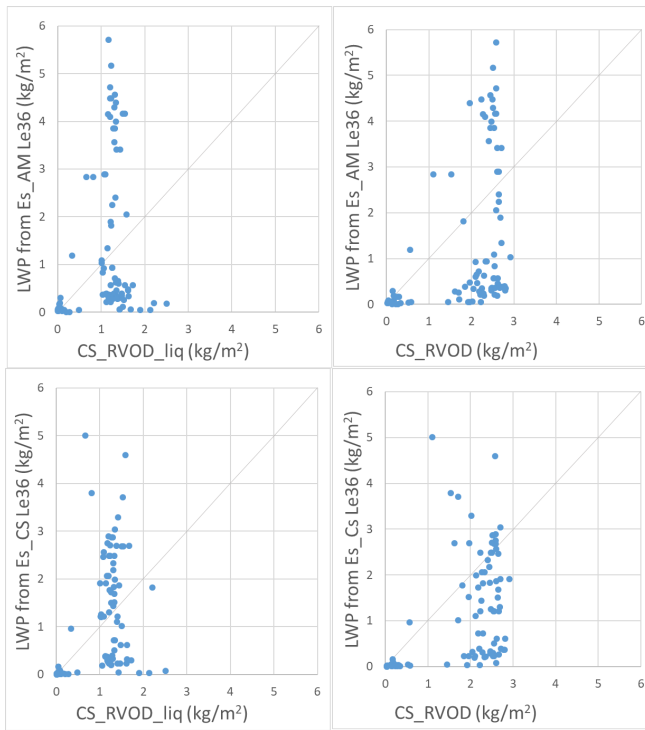 6
5
4
3
2
1
0
0 1 2 3 4 5 6
LWP from Es_AM Le36 (kg/m²)
CS_RVOD_liq (kg/m²)
6
5
4
3
2
1
0
0 1 2 3 4 5 6
LWP from Es_AM Le36 (kg/m²)
CS_RVOD (kg/m²)
6
5
4
3
2
1
0
0 1 2 3 4 5 6
LWP from Es_CS Le36 (kg/m²)
CS_RVOD_liq (kg/m²)
6
5
4
3
2
1
0
0 1 2 3 4 5 6
LWP from Es_Cs Le36 (kg/m²)
CS_RVOD (kg/m²)